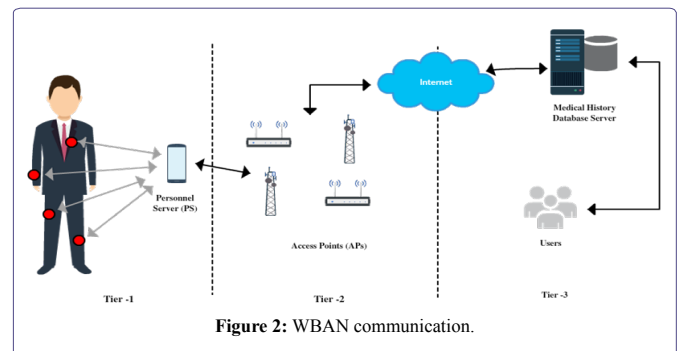 Internet
Medical History
Database Server
Personnel
Server (PS)
Access Points (APs)
Users
Tier -1
Tier -2
Tier -3
Figure 2: WBAN communication.